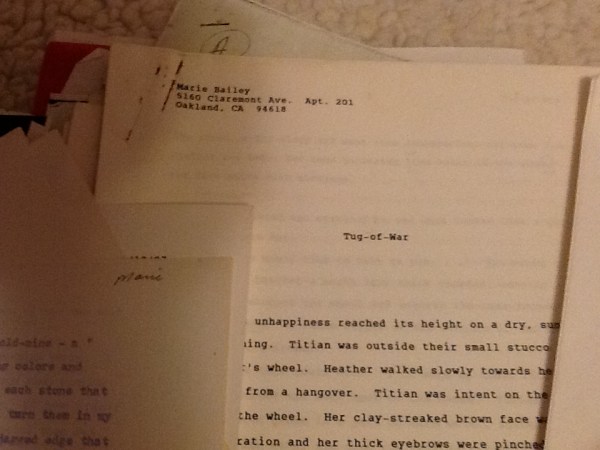 A
Marie Bailey
5160 Claremont Ave. Apt. 201
Oakland, CA 94618
Tug-of-War
Marie
unhappiness reached its height on a dry,
Titian was outside their small stucco
's wheel. Heather walked slowly towards he
from a hangover. Titian was intent on the
the wheel. Her clay-streaked brown face
ration and her thick eyebrows were pinched
colors and
each stone that
turn them in my
edge that